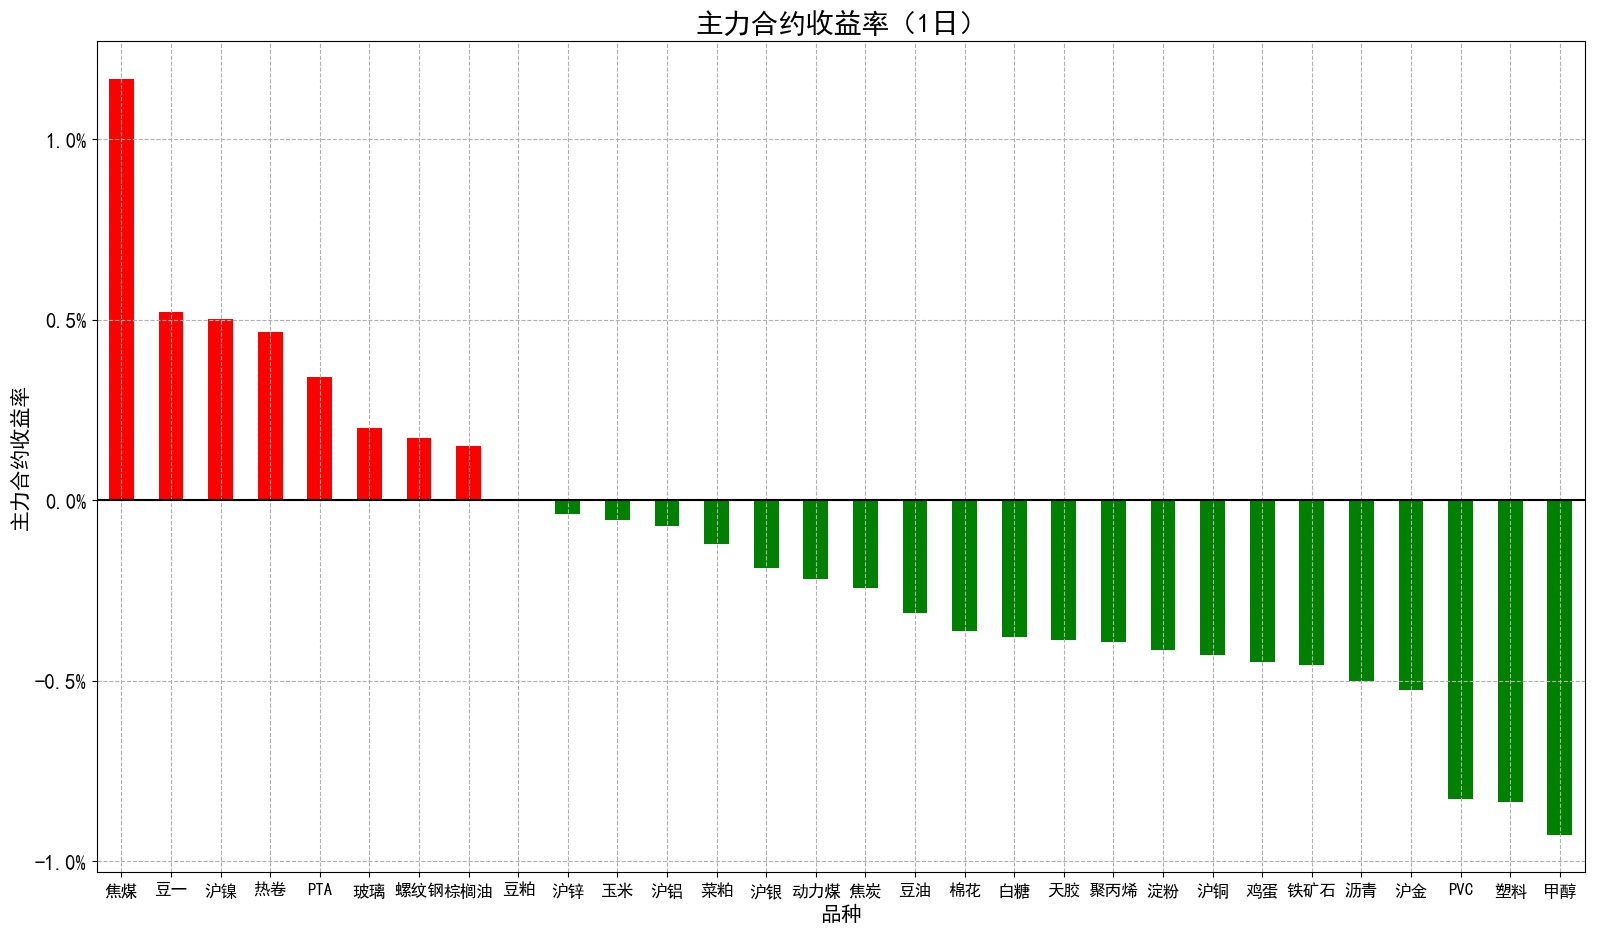 主力合约收益率（1日）
主力合约收益率
1.0%
0.5%
0.0%
−0.5%
−1.0%
焦煤 豆一 沪镍 热卷 PTA 玻璃 螺纹钢 棕榈油 豆粕 沪锌 玉米 沪铝 菜粕 沪银 动力煤 焦炭 豆油 棉花 白糖 天胶 聚丙烯 淀粉 沪铜 鸡蛋 铁矿石 沥青 沪金 PVC 塑料 甲醇
品种